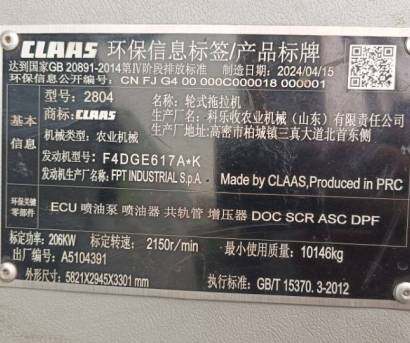 CLAAS 环保信息标签/产品标牌
达到国家GB 20891-2014第Ⅳ阶段排放标准 制造日期: 2024/04/15
环保信息公开编号: CN FJ G4 00 000C000018 000001
基本信息
型号: 2804 名称: 轮式拖拉机
商标: CLAAS 生产厂名称: 科乐收农业机械(山东)有限责任公司
机械类型: 农业机械 生产厂地址: 高密市柏城镇三真大道北首东侧
发动机型号: F4DGE617A*K
发动机生产厂名称: FPT INDUSTRIAL S.p.A. Made by CLAAS,Produced in PRC
环保关键零部件
ECU 喷油泵 喷油器 共轨管 增压器 DOC SCR ASC DPF
标定功率: 206KW 标定转速: 2150r/min 最小使用质量: 10146kg
出厂编号: A5104391
外形尺寸: 5821X2945X3301 mm 执行标准: GB/T 15370.3-2012